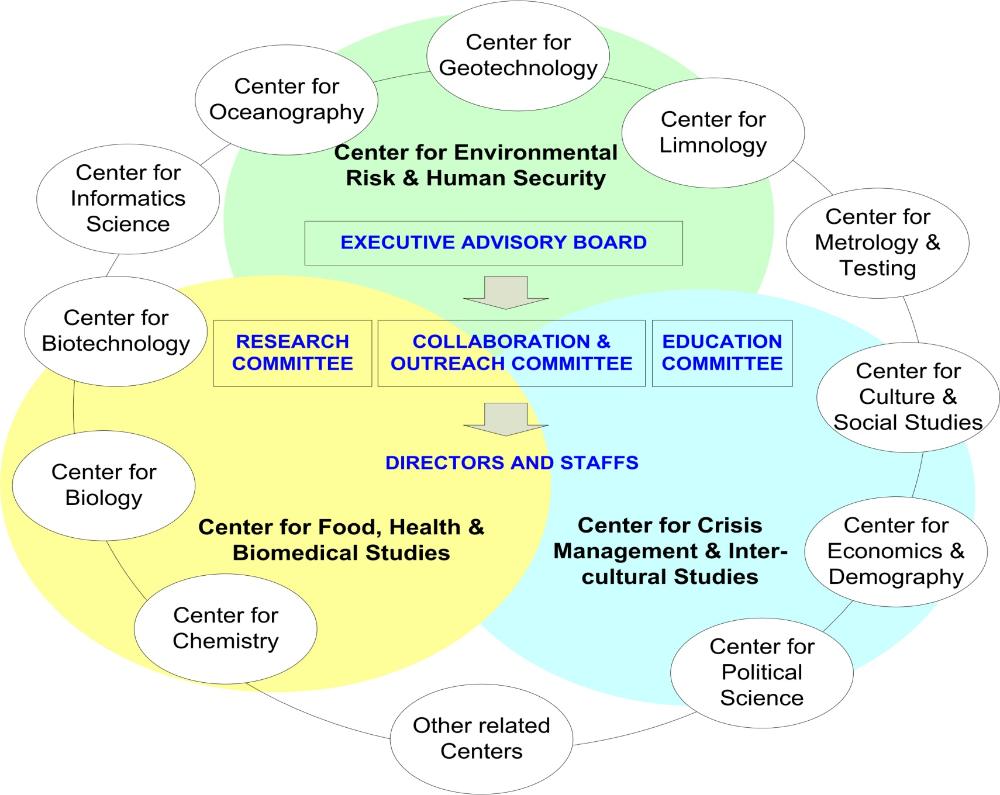 Center for
Geotechnology
Center for
Oceanography
Center for
Limnology
Center for Environmental
Risk & Human Security
Center for
Informatics
Science
Center for
Metrology &
Testing
EXECUTIVE ADVISORY BOARD
Center for
Biotechnology
RESEARCH
COMMITTEE
COLLABORATION &
OUTREACH COMMITTEE
EDUCATION
COMMITTEE
Center for
Culture &
Social Studies
DIRECTORS AND STAFFS
Center for
Biology
Center for Food, Health &
Biomedical Studies
Center for Crisis
Management & Inter-
cultural Studies
Center for
Economics &
Demography
Center for
Chemistry
Center for
Political
Science
Other related
Centers